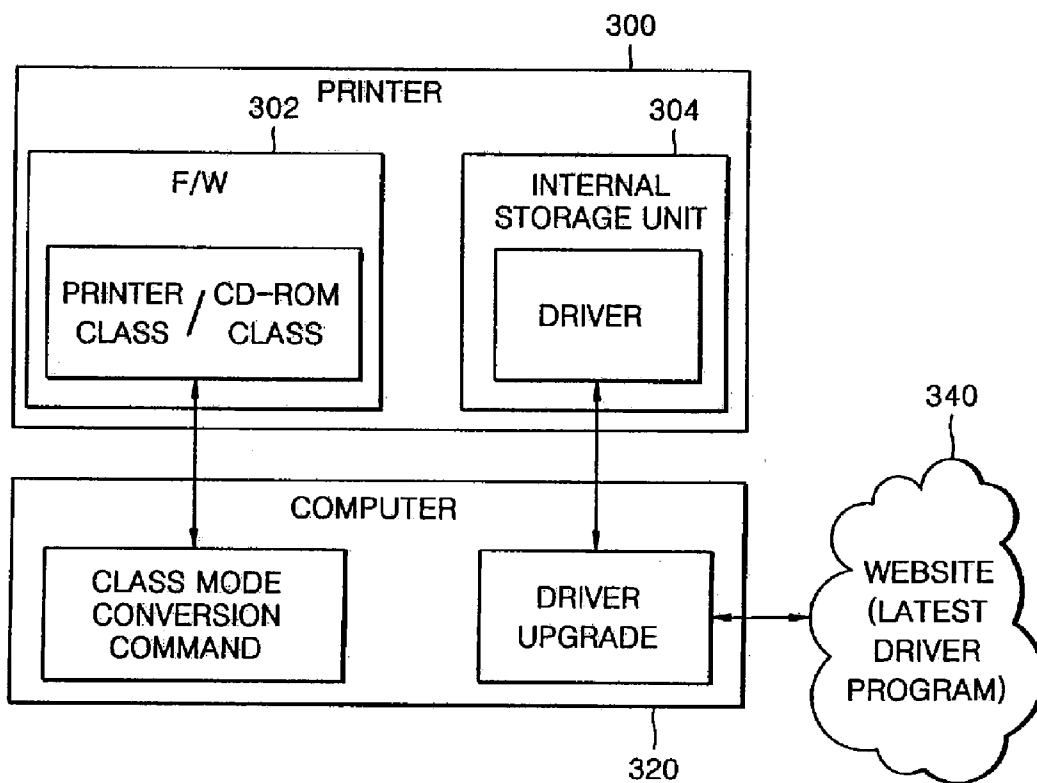 300
PRINTER
302
304
F/W
INTERNAL
STORAGE UNIT
PRINTER / CD-ROM
CLASS CLASS
DRIVER
340
COMPUTER
CLASS MODE
CONVERSION
COMMAND
DRIVER
UPGRADE
WEBSITE
(LATEST
DRIVER
PROGRAM)
320